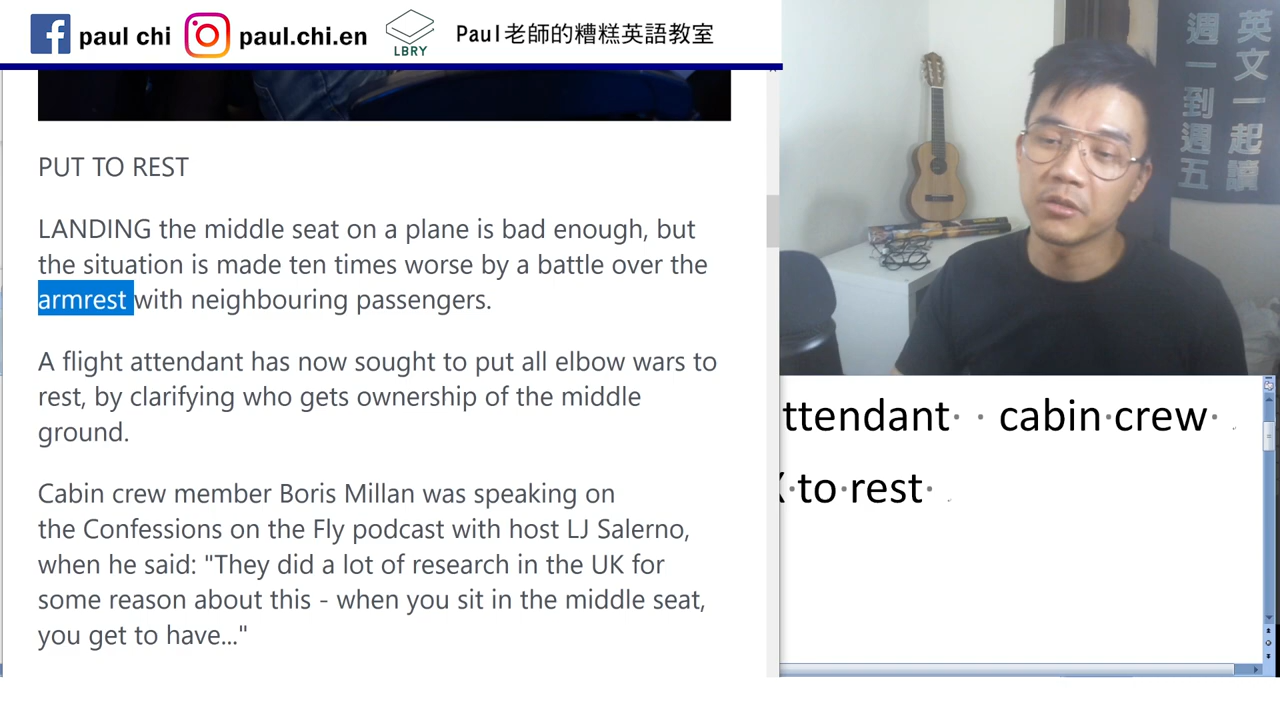 paul chi
paul.chi.en
LBRY
Paul老師的糟糕英語教室
PUT TO REST
LANDING the middle seat on a plane is bad enough, but
the situation is made ten times worse by a battle over the
armrest with neighbouring passengers.
A flight attendant has now sought to put all elbow wars to
rest, by clarifying who gets ownership of the middle
ground.
Cabin crew member Boris Millan was speaking on
the Confessions on the Fly podcast with host LJ Salerno,
when he said: "They did a lot of research in the UK for
some reason about this - when you sit in the middle seat,
you get to have..."
英文一起讀
週一到週五
ttendant cabin crew
X to rest